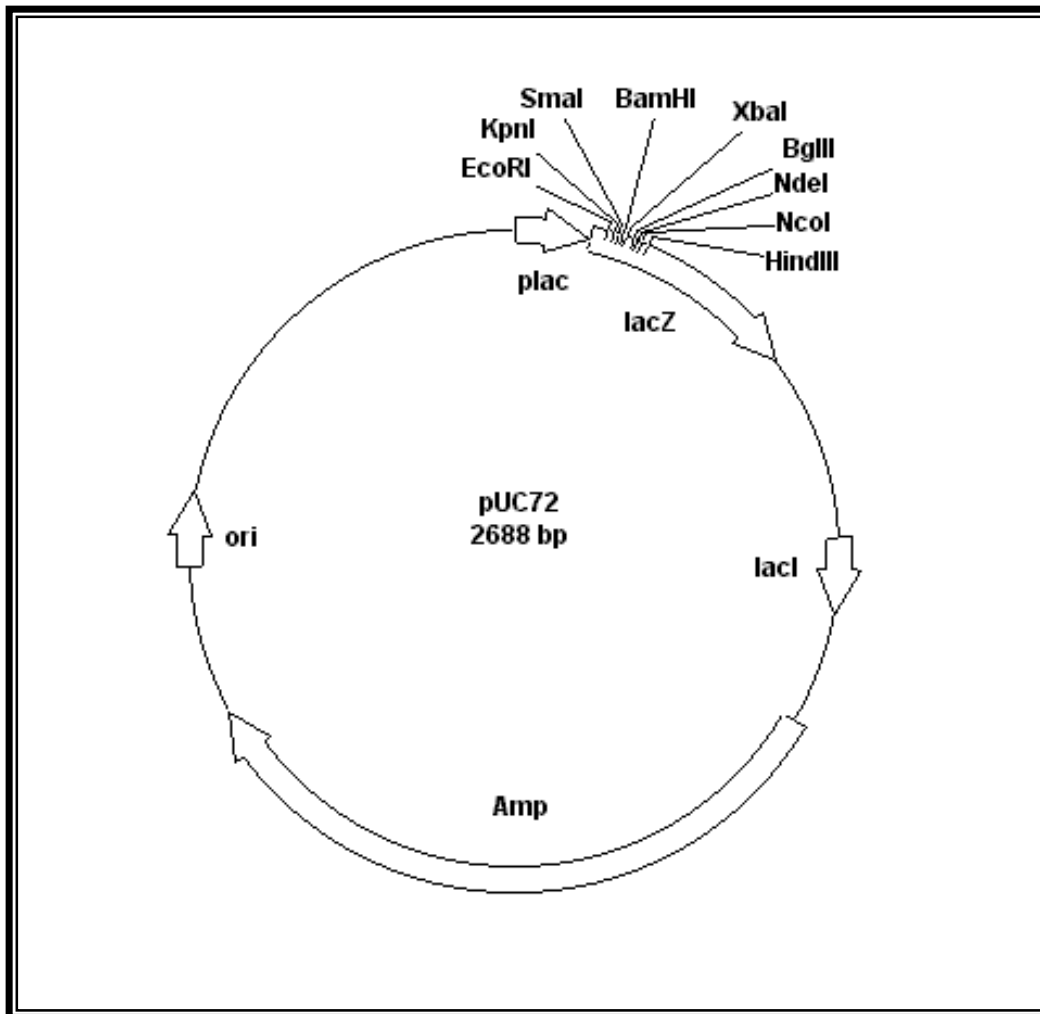 SmaI
BamHI
XbaI
KpnI
BglII
EcoRI
NdeI
NcoI
HindIII
plac
lacZ
pUC72
2688 bp
ori
lacI
Amp